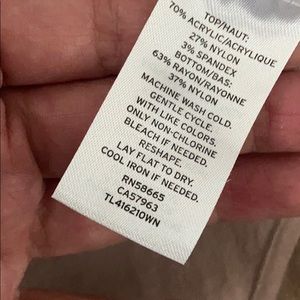 TOP/HAUT:
70% ACRYLIC/ACRYLIQUE
27% NYLON
3% SPANDEX
BOTTOM/BAS:
63% RAYON/RAYONNE
37% NYLON
MACHINE WASH COLD.
GENTLE CYCLE.
WITH LIKE COLORS.
ONLY NON-CHLORINE
BLEACH IF NEEDED.
RESHAPE.
LAY FLAT TO DRY.
COOL IRON IF NEEDED.
RN58665
CA57963
TL416210WN